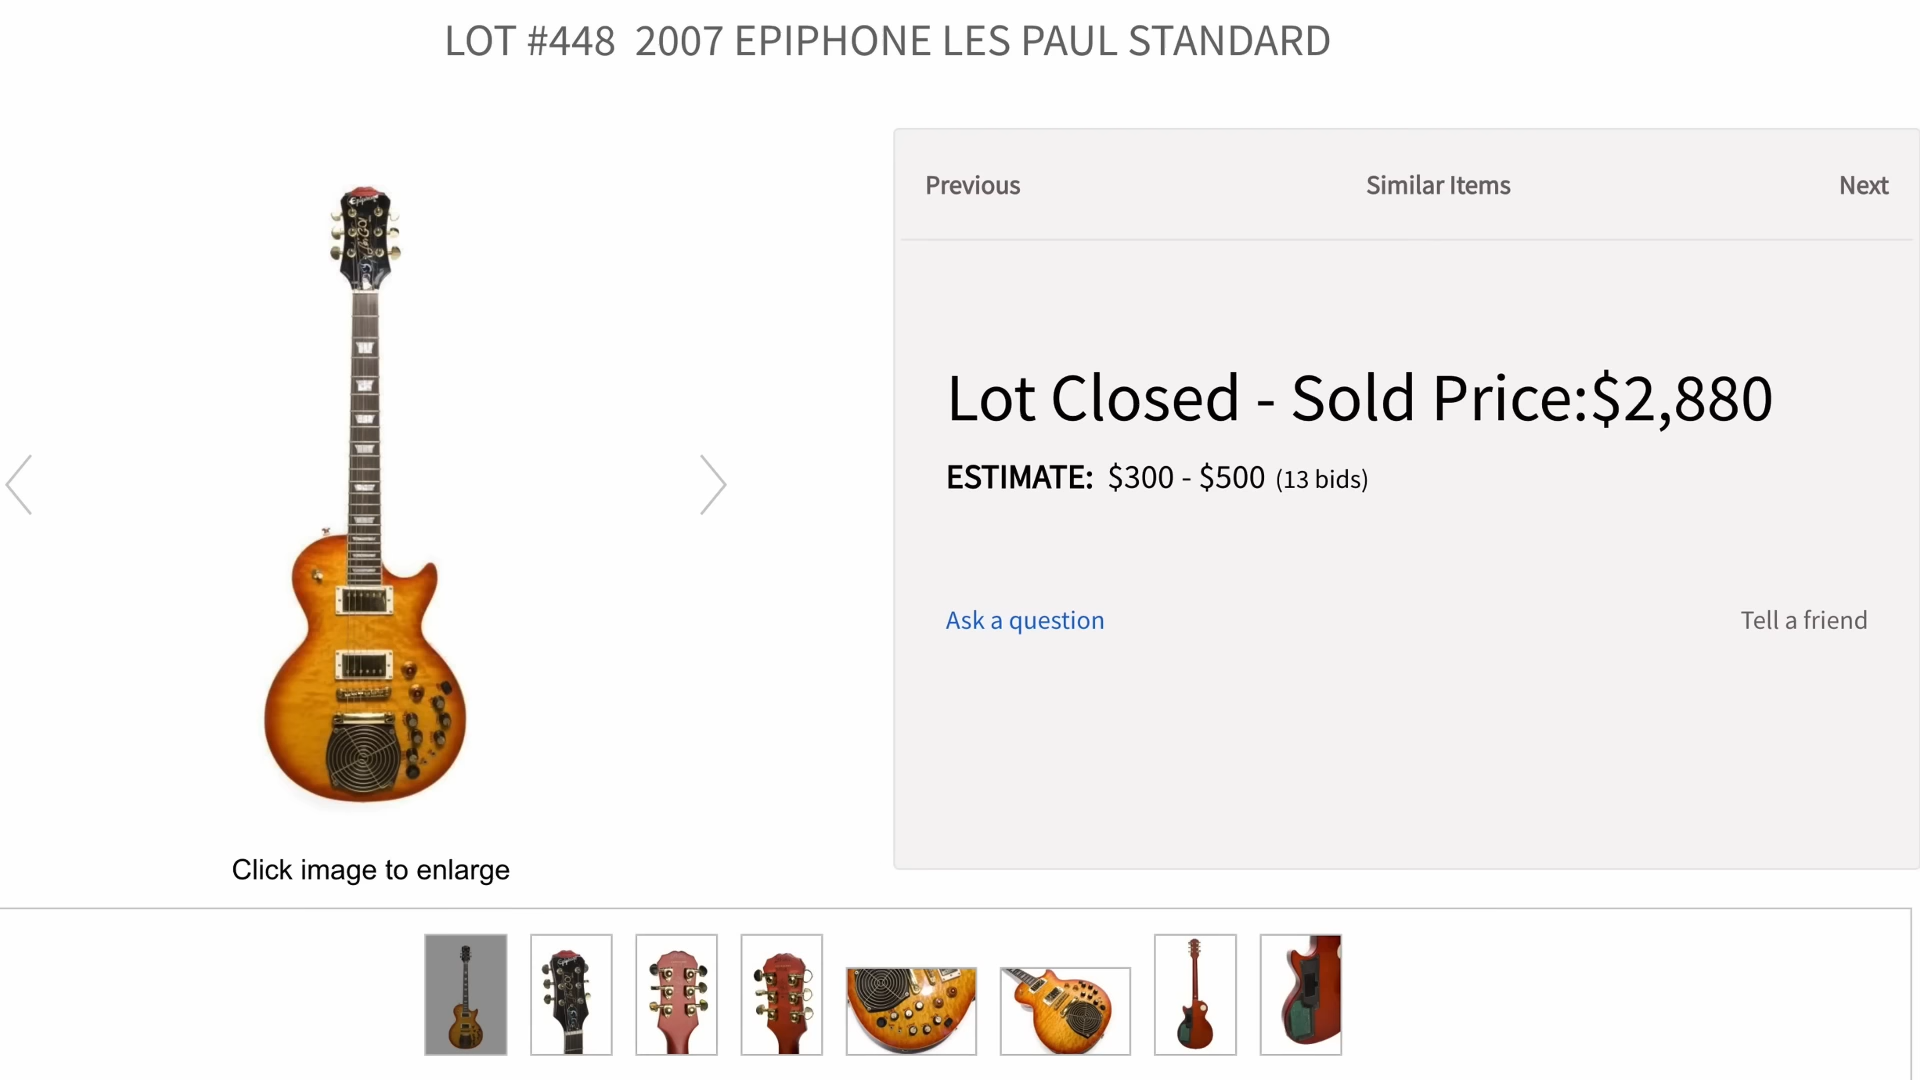 LOT #448 2007 EPIPHONE LES PAUL STANDARD
Previous
Similar Items
Next
Epiphone
Lot Closed - Sold Price:$2,880
ESTIMATE: $300 - $500 (13 bids)
Ask a question
Tell a friend
Click image to enlarge